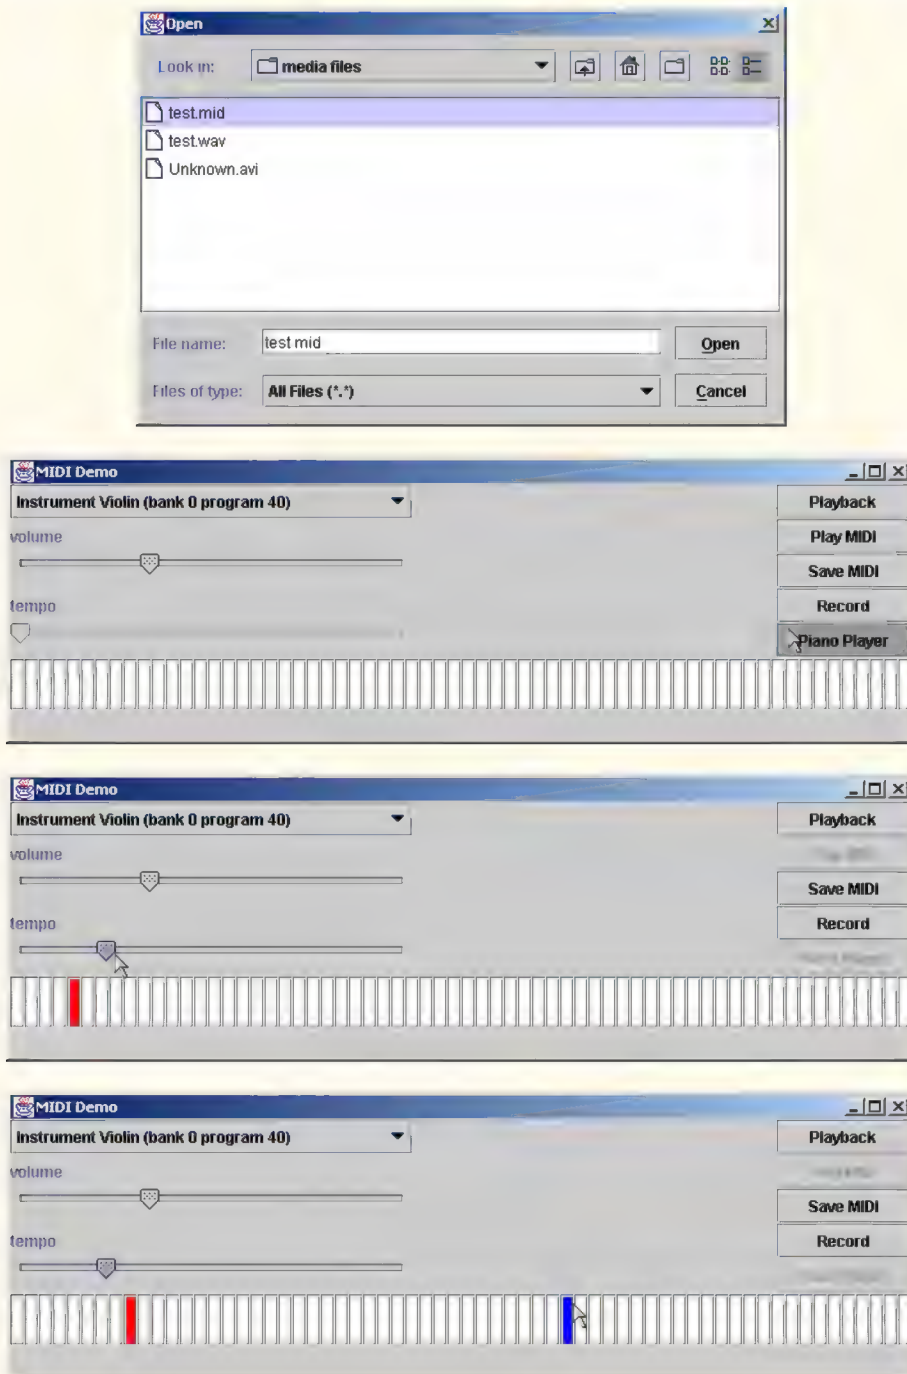 Open
Look in: media files
test.mid
test.wav
Unknown.avi
File name: test mid
Open
Files of type: All Files (*.*)
Cancel
MIDI Demo
Instrument Violin (bank 0 program 40)
Playback
volume
Play MIDI
Save MIDI
tempo
Record
Piano Player
MIDI Demo
Instrument Violin (bank 0 program 40)
Playback
volume
Save MIDI
tempo
Record
MIDI Demo
Instrument Violin (bank 0 program 40)
Playback
volume
Save MIDI
tempo
Record